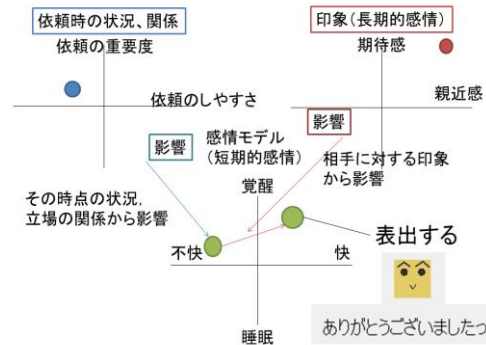 依頼時の状況、関係
依頼の重要度
依頼のしやすさ
印象(長期的感情)
期待感
親近感
影響
感情モデル
(短期的感情)
影響
相手に対する印象
から影響
その時点の状況,
立場の関係から影響
覚醒
不快
快
睡眠
表出する
ありがとうございましたっ